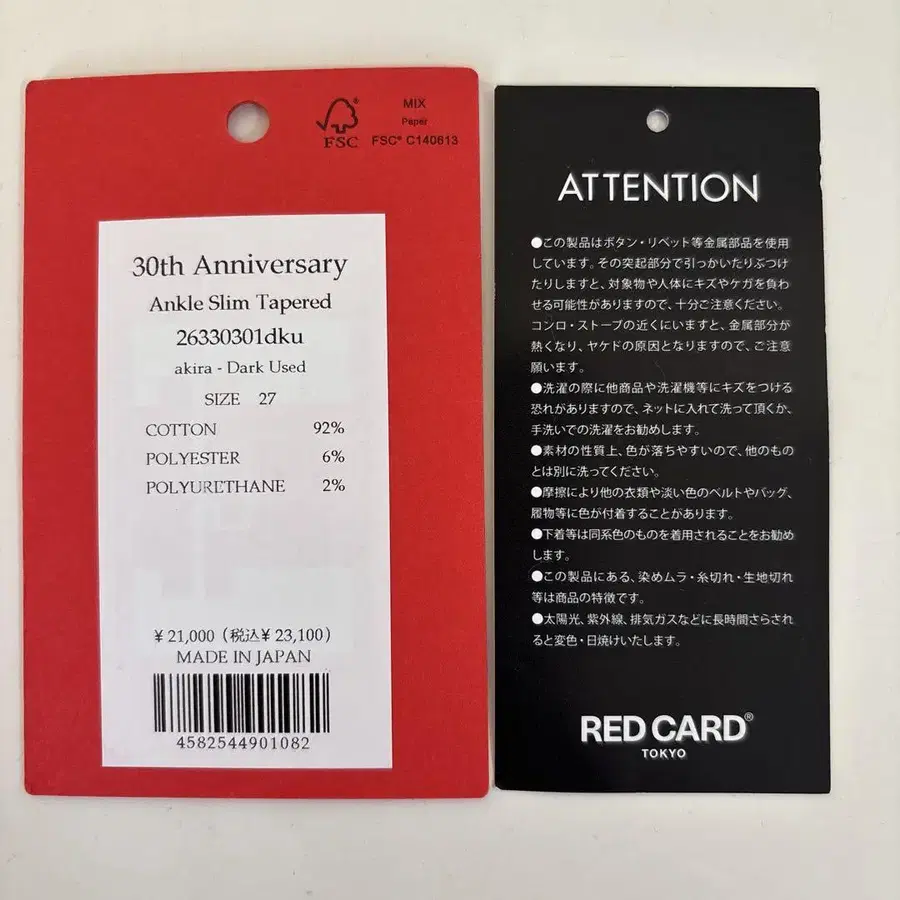 FSC®
MIX
Paper
FSC® C140613
30th Anniversary
Ankle Slim Tapered
26330301dku
akira - Dark Used
SIZE 27
COTTON 92%
POLYESTER 6%
POLYURETHANE 2%
¥ 21,000 (税込¥ 23,100)
MADE IN JAPAN
4582544901082
ATTENTION
●この製品はボタン・リベット等金属部品を使用
しています。その突起部分で引っかいたりぶつけ
たりしますと、対象物や人体にキズやケガを負わ
せる可能性がありますので、十分ご注意ください。
コンロ・ストーブの近くにいますと、金属部分が
熱くなり、ヤケドの原因となりますので、ご注意
願います。
●洗濯の際に他商品や洗濯機等にキズをつける
恐れがありますので、ネットに入れて洗って頂くか、
手洗いでの洗濯をお勧めします。
●素材の性質上、色が落ちやすいので、他のもの
とは別に洗ってください。
●摩擦により他の衣類や淡い色のベルトやバッグ、
履物等に色が付着することがあります。
●下着等は同系色のものを着用されることをお勧め
します。
●この製品にある、染めムラ・糸切れ・生地切れ
等は商品の特徴です。
●太陽光、紫外線、排気ガスなどに長時間さらされ
ると変色・日焼けいたします。
RED CARD®
TOKYO